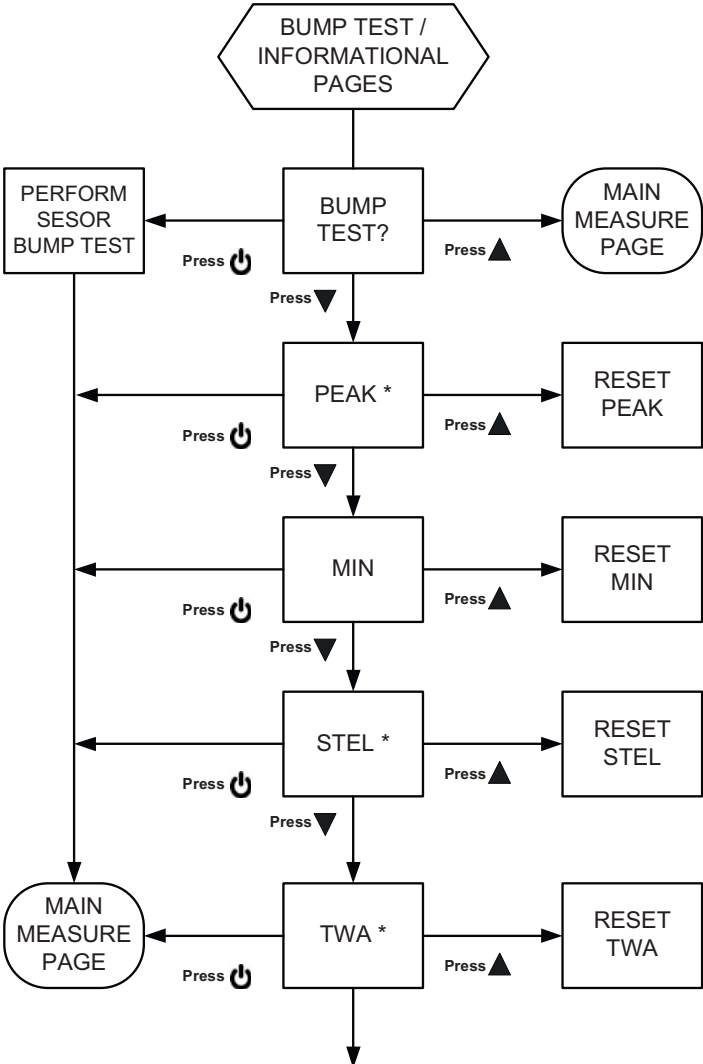 BUMP TEST /
INFORMATIONAL
PAGES
PERFORM
SESOR
BUMP TEST
BUMP
TEST?
MAIN
MEASURE
PAGE
Press
Press
Press
PEAK *
RESET
PEAK
Press
Press
Press
MIN
RESET
MIN
Press
Press
Press
STEL *
RESET
STEL
Press
Press
Press
MAIN
MEASURE
PAGE
TWA *
RESET
TWA
Press
Press